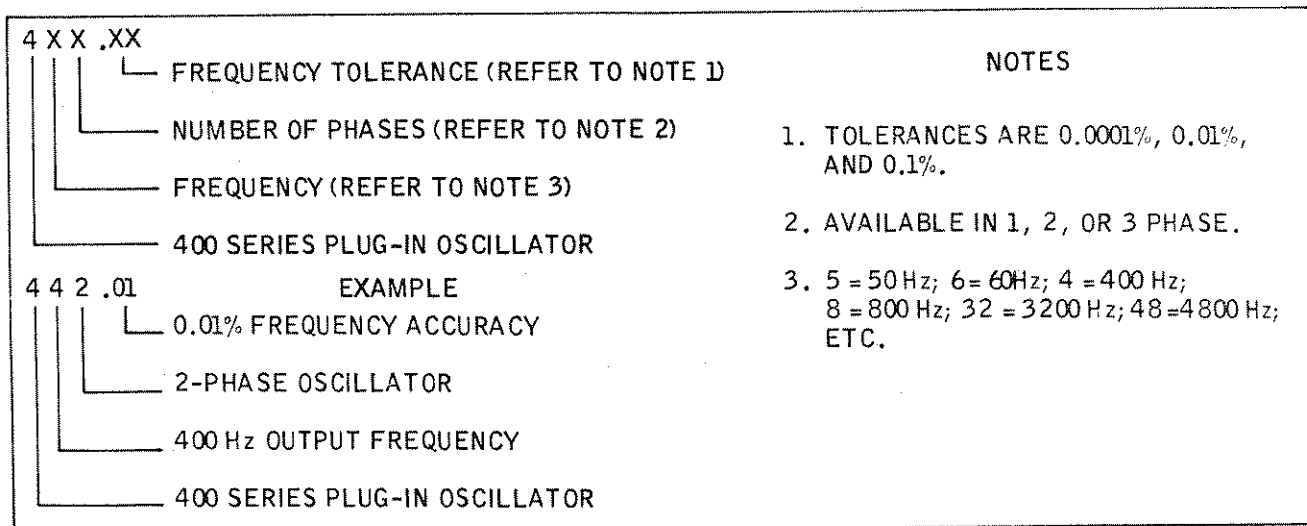 4 X X .XX
FREQUENCY TOLERANCE (REFER TO NOTE 1)
NUMBER OF PHASES (REFER TO NOTE 2)
FREQUENCY (REFER TO NOTE 3)
400 SERIES PLUG-IN OSCILLATOR
4 4 2 .01 EXAMPLE
0.01% FREQUENCY ACCURACY
2-PHASE OSCILLATOR
400 Hz OUTPUT FREQUENCY
400 SERIES PLUG-IN OSCILLATOR
NOTES
1. TOLERANCES ARE 0.0001%, 0.01%,
AND 0.1%.
2. AVAILABLE IN 1, 2, OR 3 PHASE.
3. 5 = 50 Hz; 6 = 60Hz; 4 = 400 Hz;
8 = 800 Hz; 32 = 3200 Hz; 48=4800 Hz;
ETC.